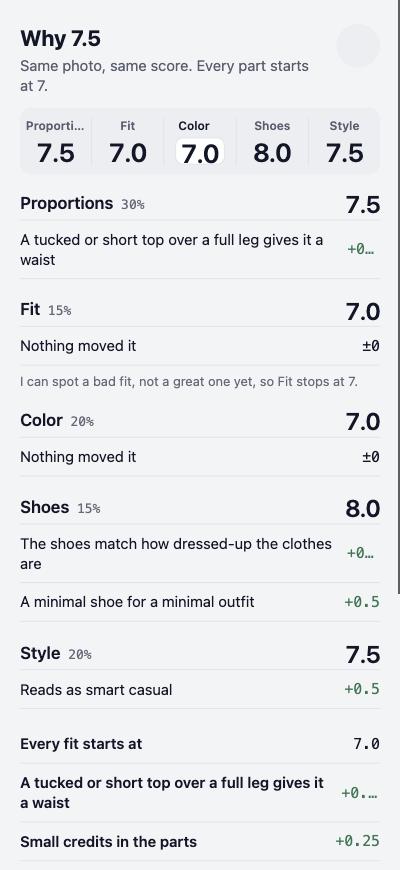 Why 7.5
Same photo, same score. Every part starts
at 7.
Proporti...
Fit
Color
Shoes
Style
7.5
7.0
7.0
8.0
7.5
Proportions 30% 7.5
A tucked or short top over a full leg gives it a
waist
+0...
Fit 15% 7.0
Nothing moved it ±0
I can spot a bad fit, not a great one yet, so Fit stops at 7.
Color 20% 7.0
Nothing moved it ±0
Shoes 15% 8.0
The shoes match how dressed-up the clothes
are
+0...
A minimal shoe for a minimal outfit +0.5
Style 20% 7.5
Reads as smart casual +0.5
Every fit starts at 7.0
A tucked or short top over a full leg gives it
a waist
+0....
Small credits in the parts +0.25